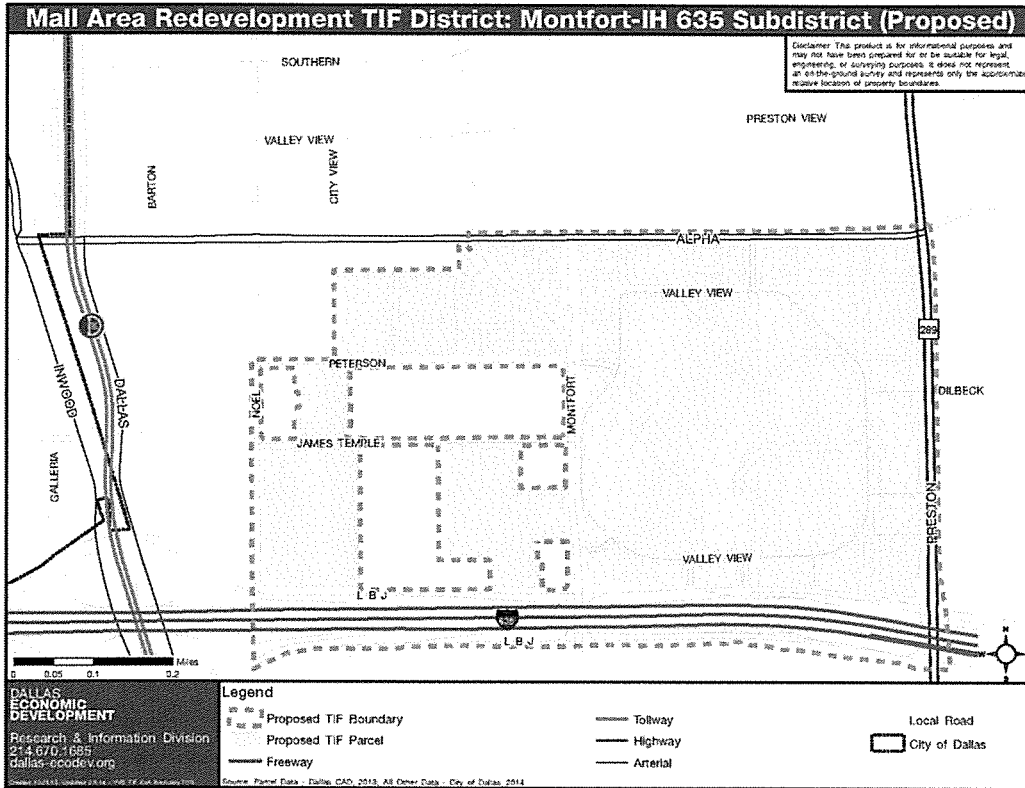 Mall Area Redevelopment TIF District: Montfort-IH 635 Subdistrict (Proposed)
Disclaimer: This product is for informational purposes and
may not have been prepared for or be suitable for legal,
engineering, or surveying purposes. It does not represent
an on-the-ground survey and represents only the approximate
relative location of property boundaries.
SOUTHERN
PRESTON VIEW
VALLEY VIEW
CITY VIEW
BARTON
ALPHA
VALLEY VIEW
289
PETERSON
DILBECK
NOEL
MONTFORT
INWOOD
DALLAS
JAMES TEMPLE
GALLERIA
PRESTON
VALLEY VIEW
L B J
L B J
N
W
S
Miles
0 0.05 0.1 0.2
DALLAS
ECONOMIC
DEVELOPMENT
Research & Information Division
214.670.1685
dallas-ecodev.org
Legend
Proposed TIF Boundary
Proposed TIF Parcel
Freeway
Tollway
Highway
Arterial
Local Road
City of Dallas
Source: Parcel Data - Dallas CAD, 2013, All Other Data - City of Dallas, 2014